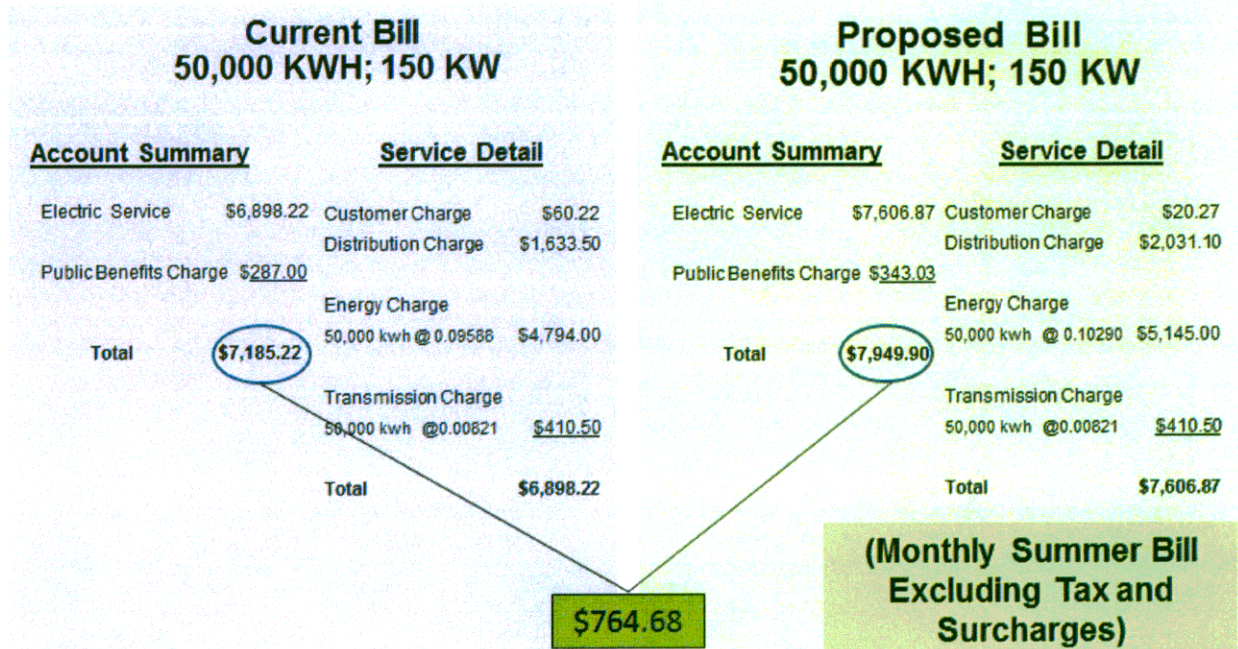 Current Bill
50,000 KWH; 150 KW
Account Summary
Service Detail
Electric Service $6,898.22
Customer Charge $60.22
Distribution Charge $1,633.50
Public Benefits Charge $287.00
Energy Charge
50,000 kwh @ 0.09588 $4,794.00
Total $7,185.22
Transmission Charge
50,000 kwh @0.00821 $410.50
Total $6,898.22
Proposed Bill
50,000 KWH; 150 KW
Account Summary
Service Detail
Electric Service $7,606.87
Customer Charge $20.27
Distribution Charge $2,031.10
Public Benefits Charge $343.03
Energy Charge
50,000 kwh @ 0.10290 $5,145.00
Total $7,949.90
Transmission Charge
50,000 kwh @0.00821 $410.50
Total $7,606.87
$764.68
(Monthly Summer Bill
Excluding Tax and
Surcharges)